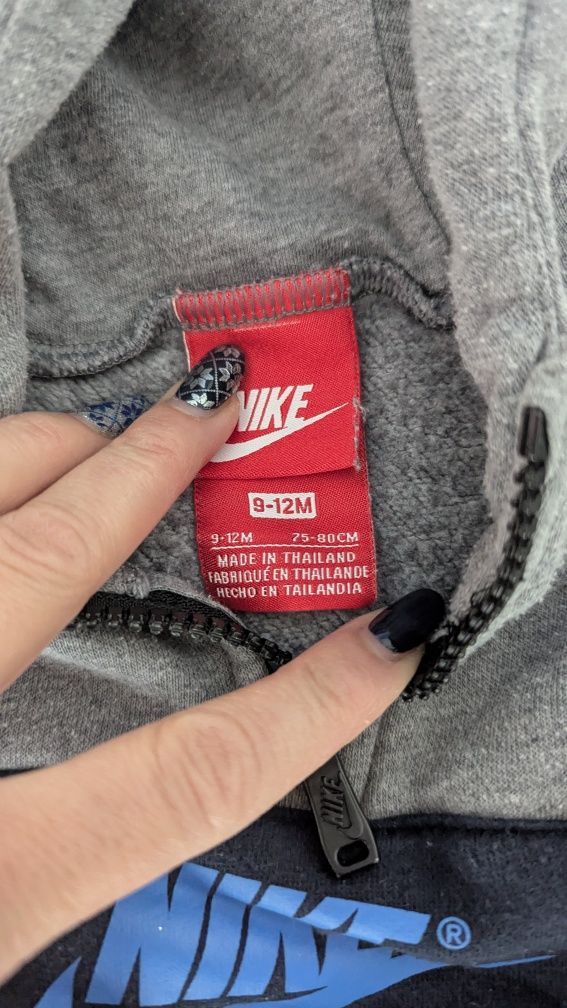 NIKE
9-12M
9-12M 75-80CM
MADE IN THAILAND
FABRIQUÉ EN THAILANDE
HECHO EN TAILANDIA
NIKE
NIKE ®